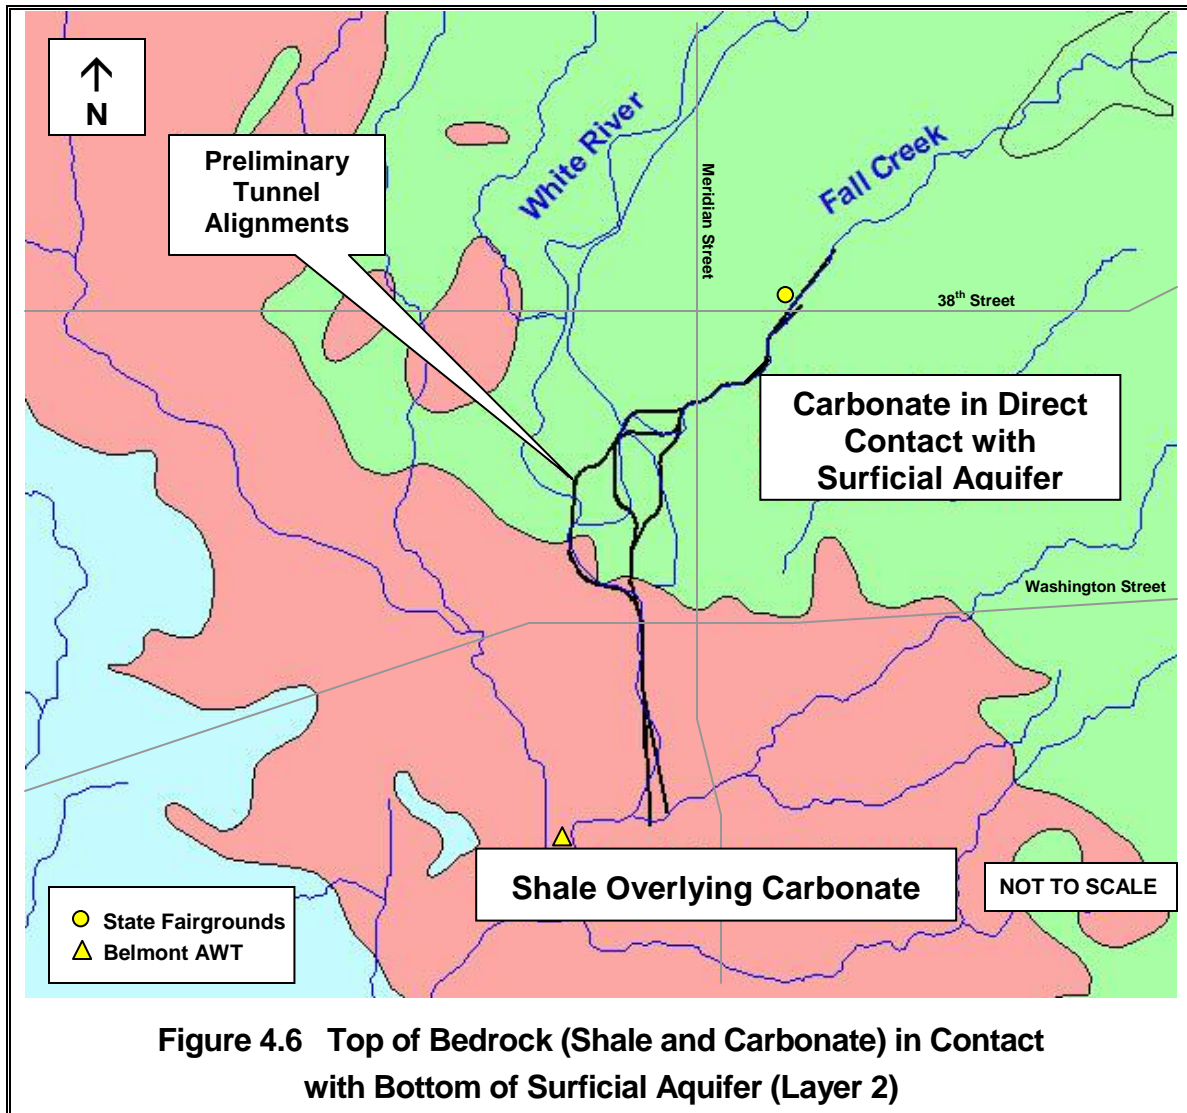 N
Preliminary
Tunnel
Alignments
White River
Meridian Street
Fall Creek
38th Street
Carbonate in Direct
Contact with
Surficial Aquifer
Washington Street
Shale Overlying Carbonate
NOT TO SCALE
State Fairgrounds
Belmont AWT
Figure 4.6 Top of Bedrock (Shale and Carbonate) in Contact
with Bottom of Surficial Aquifer (Layer 2)